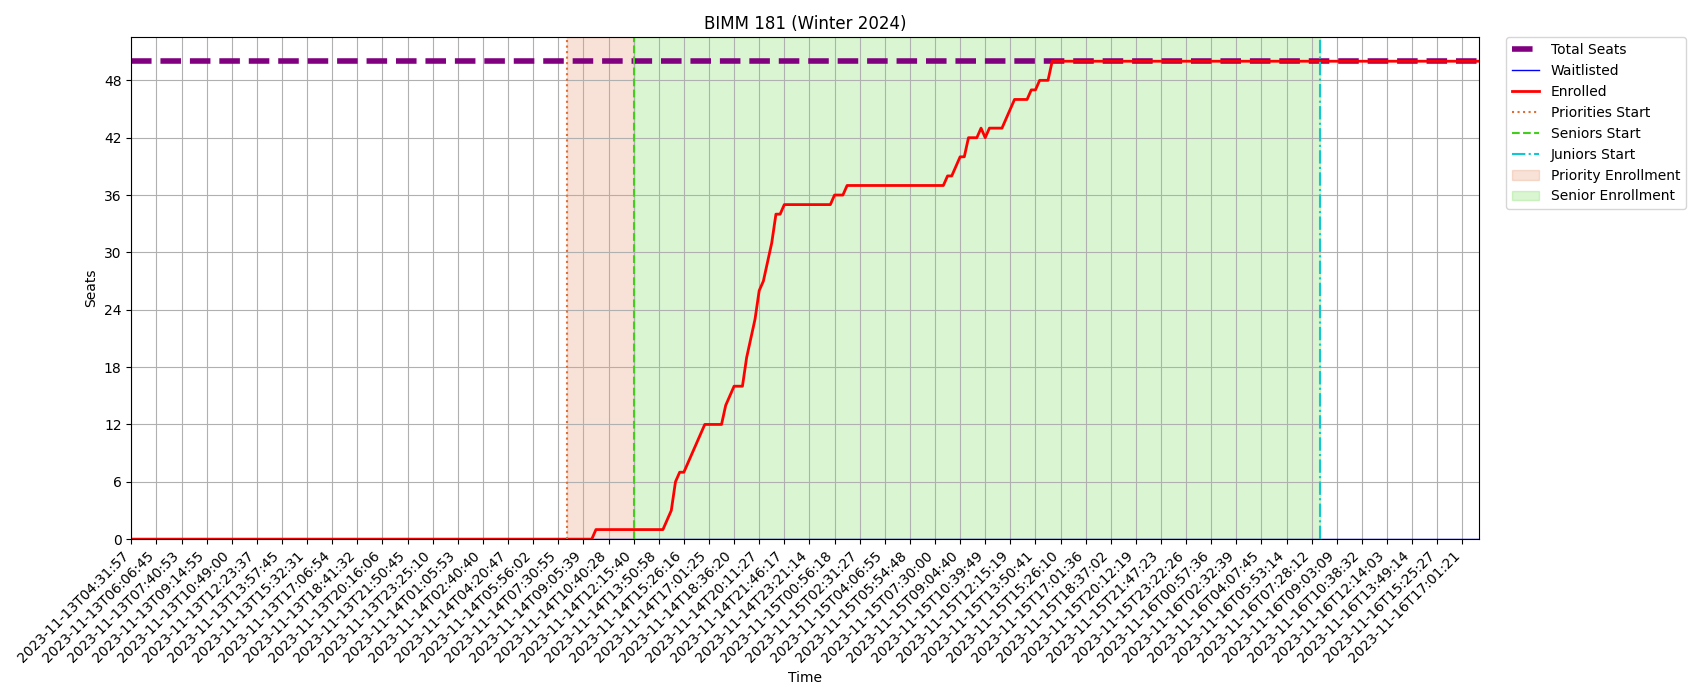 BIMM 181 (Winter 2024)
Total Seats
Waitlisted
Enrolled
Priorities Start
Seniors Start
Juniors Start
Priority Enrollment
Senior Enrollment
Seats
48
42
36
30
24
18
12
6
0
2023-11-13T04:31:57
2023-11-13T06:06:45
2023-11-13T07:40:53
2023-11-13T09:14:55
2023-11-13T10:49:00
2023-11-13T12:23:37
2023-11-13T13:57:45
2023-11-13T15:32:31
2023-11-13T17:06:54
2023-11-13T18:41:32
2023-11-13T20:16:06
2023-11-13T21:50:45
2023-11-13T23:25:10
2023-11-14T01:05:53
2023-11-14T02:40:40
2023-11-14T04:20:47
2023-11-14T05:56:02
2023-11-14T07:30:55
2023-11-14T09:05:39
2023-11-14T10:40:28
2023-11-14T12:15:40
2023-11-14T13:50:58
2023-11-14T15:26:16
2023-11-14T17:01:25
2023-11-14T18:36:20
2023-11-14T20:11:27
2023-11-14T21:46:17
2023-11-14T23:21:14
2023-11-15T00:56:18
2023-11-15T02:31:27
2023-11-15T04:06:55
2023-11-15T05:54:48
2023-11-15T07:30:00
2023-11-15T09:04:40
2023-11-15T10:39:49
2023-11-15T12:15:19
2023-11-15T13:50:41
2023-11-15T15:26:10
2023-11-15T17:01:36
2023-11-15T18:37:02
2023-11-15T20:12:19
2023-11-15T21:47:23
2023-11-15T23:22:26
2023-11-16T00:57:36
2023-11-16T02:32:39
2023-11-16T04:07:45
2023-11-16T05:53:14
2023-11-16T07:28:12
2023-11-16T09:03:09
2023-11-16T10:38:32
2023-11-16T12:14:03
2023-11-16T13:49:14
2023-11-16T15:25:27
2023-11-16T17:01:21
Time